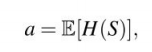 a = 𝔼[H(S)],